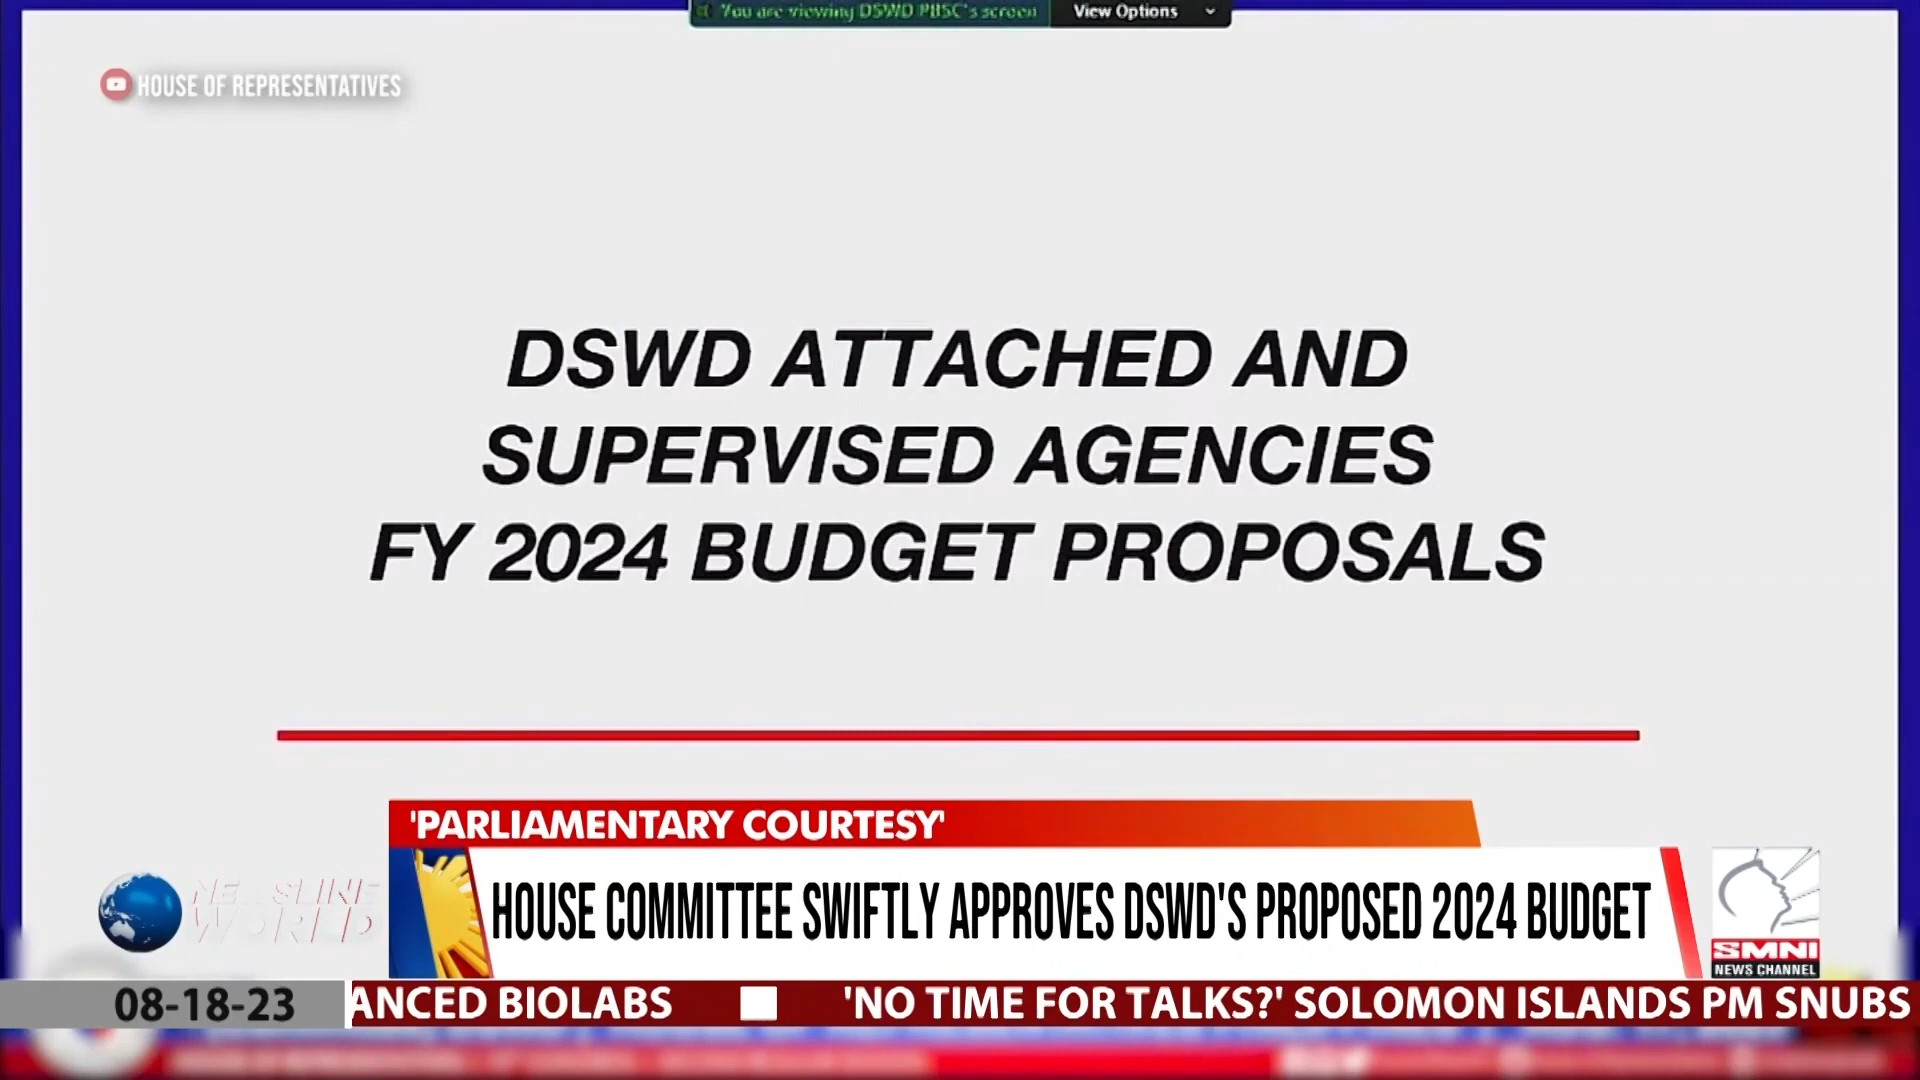 You are viewing DSWD PBSC's screen
View Options
HOUSE OF REPRESENTATIVES
DSWD ATTACHED AND
SUPERVISED AGENCIES
FY 2024 BUDGET PROPOSALS
'PARLIAMENTARY COURTESY'
HOUSE COMMITTEE SWIFTLY APPROVES DSWD'S PROPOSED 2024 BUDGET
NEWSLINE
WORLD
SMNI
NEWS CHANNEL
08-18-23
ANCED BIOLABS
'NO TIME FOR TALKS?' SOLOMON ISLANDS PM SNUBS